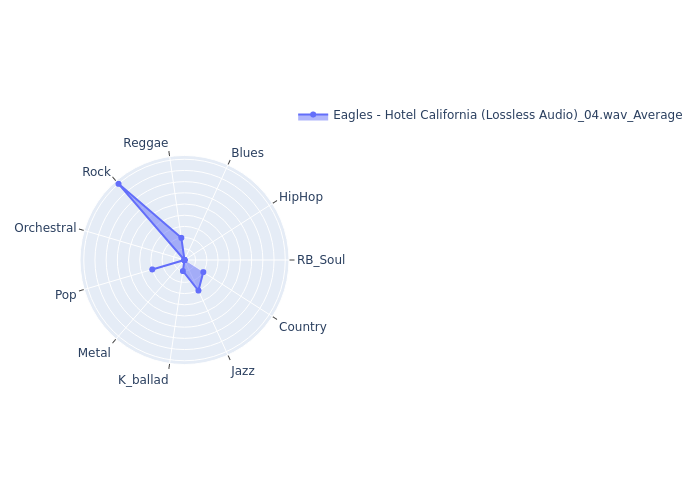 Eagles - Hotel California (Lossless Audio)_04.wav_Average
Reggae
Blues
Rock
HipHop
Orchestral
RB_Soul
Pop
Country
Metal
Jazz
K_ballad